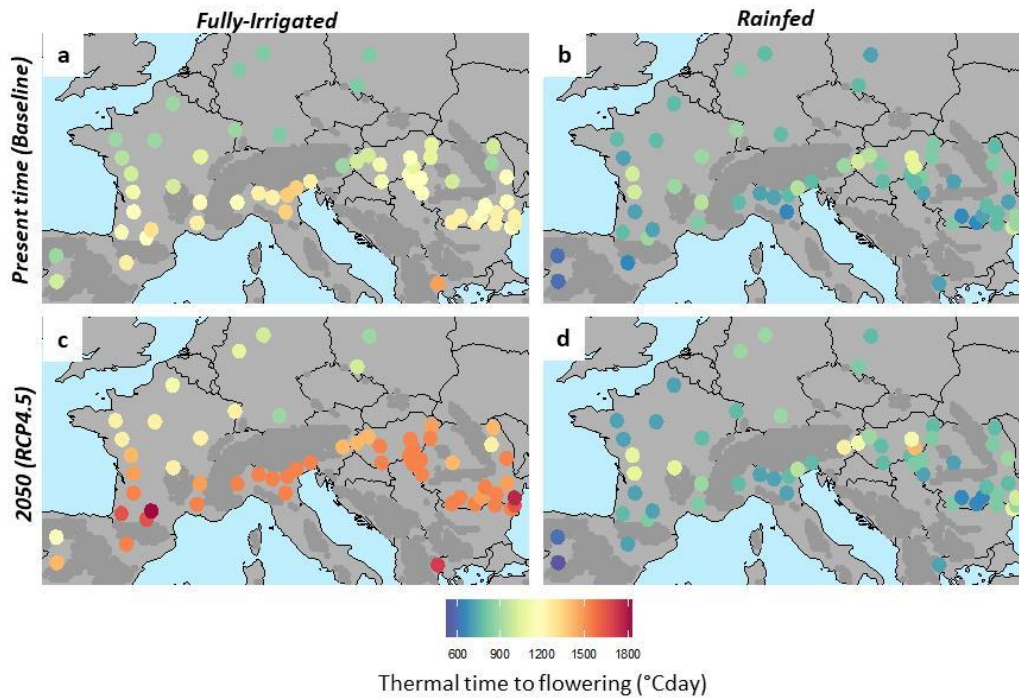 Fully-Irrigated
Rainfed
Present time (Baseline)
a
b
2050 (RCP4.5)
c
d
600 900 1200 1500 1800
Thermal time to flowering (°Cday)